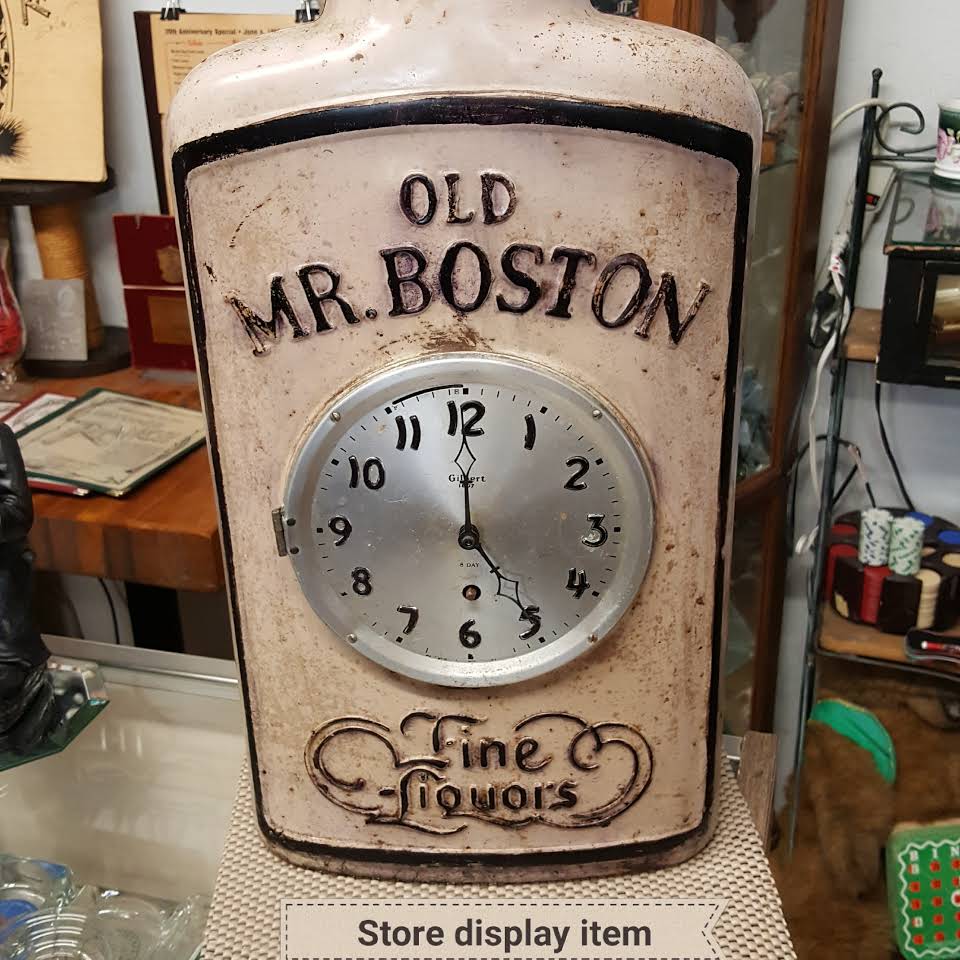 OLD
MR. BOSTON
12
11 1
10 2
Gilbert
1807
9 3
8 DAY
8 4
7 5
6
Fine
Liquors
Store display item